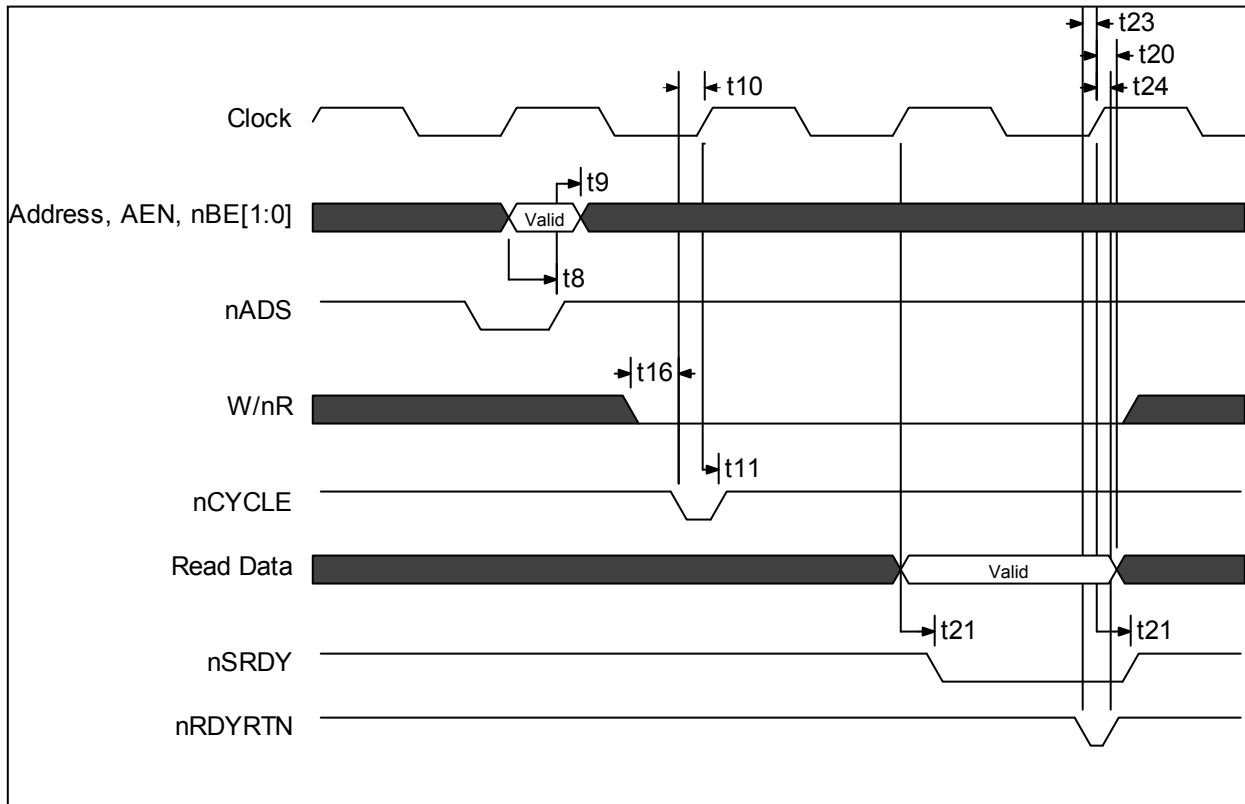 t23
t20
t10
t24
Clock
t9
Address, AEN, nBE[1:0]
Valid
t8
nADS
t16
W/nR
t11
nCYCLE
Read Data
Valid
t21
t21
nSRDY
nRDYRTN